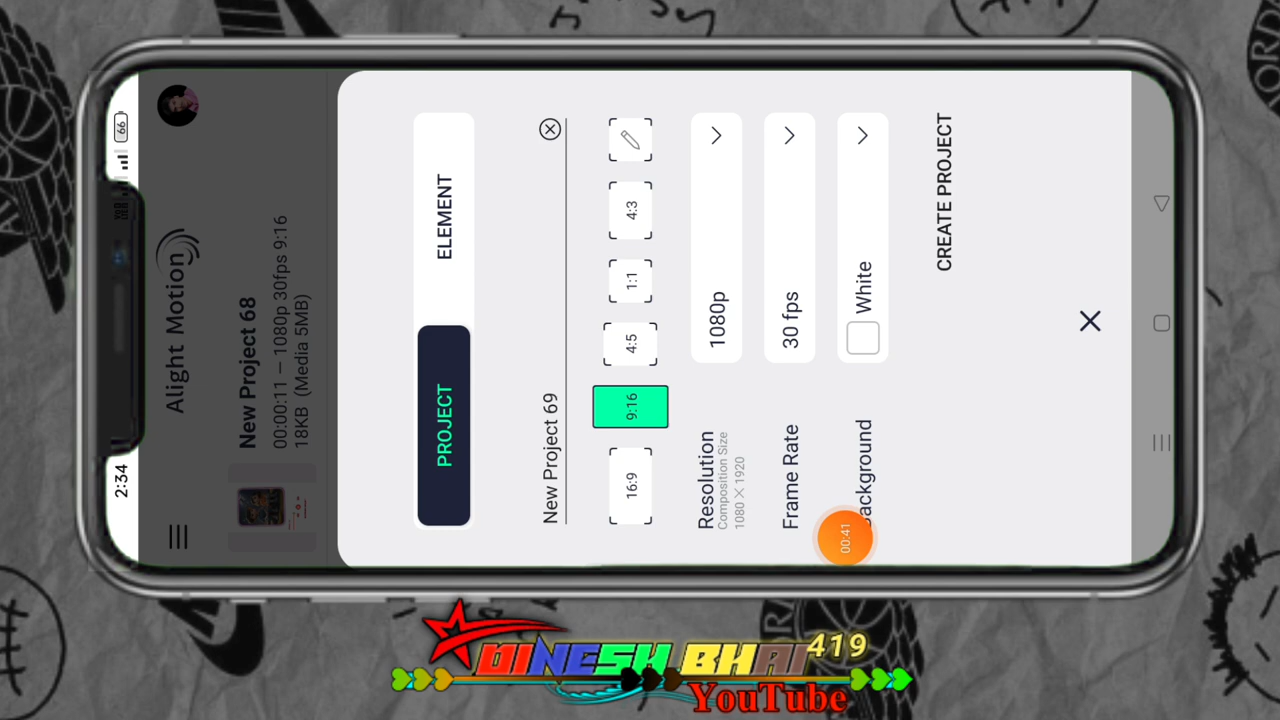 2:34
66
Alight Motion
New Project 68
00:00:11 — 1080p 30fps 9:16
18KB (Media 5MB)
PROJECT
ELEMENT
New Project 69
16:9
9:16
4:5
1:1
4:3
Resolution
Composition Size
1080 × 1920
1080p
Frame Rate
30 fps
ackground
White
00:41
CREATE PROJECT
DINESH BHAI 419
YouTube